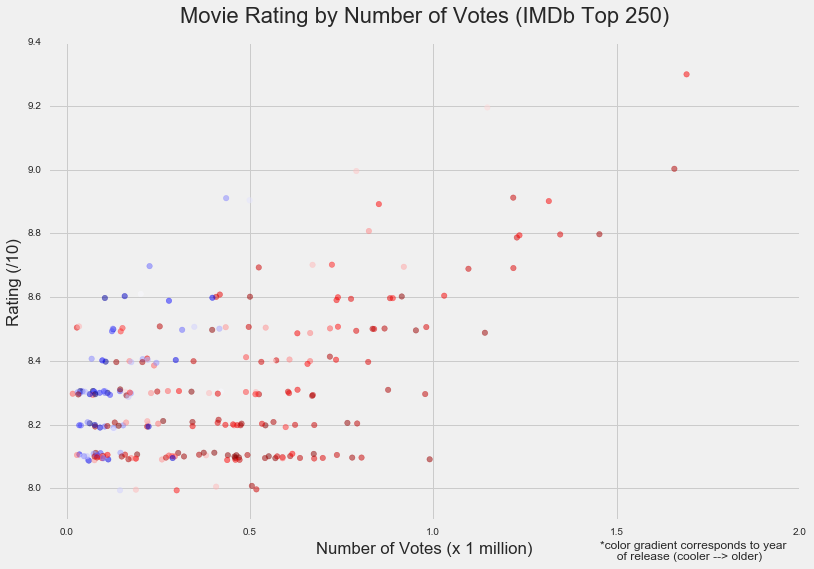 Movie Rating by Number of Votes (IMDb Top 250)
9.4
9.2
9.0
8.8
8.6
8.4
8.2
8.0
Rating (/10)
0.0 0.5 1.0 1.5 2.0
Number of Votes (x 1 million)
*color gradient corresponds to year
of release (cooler --> older)